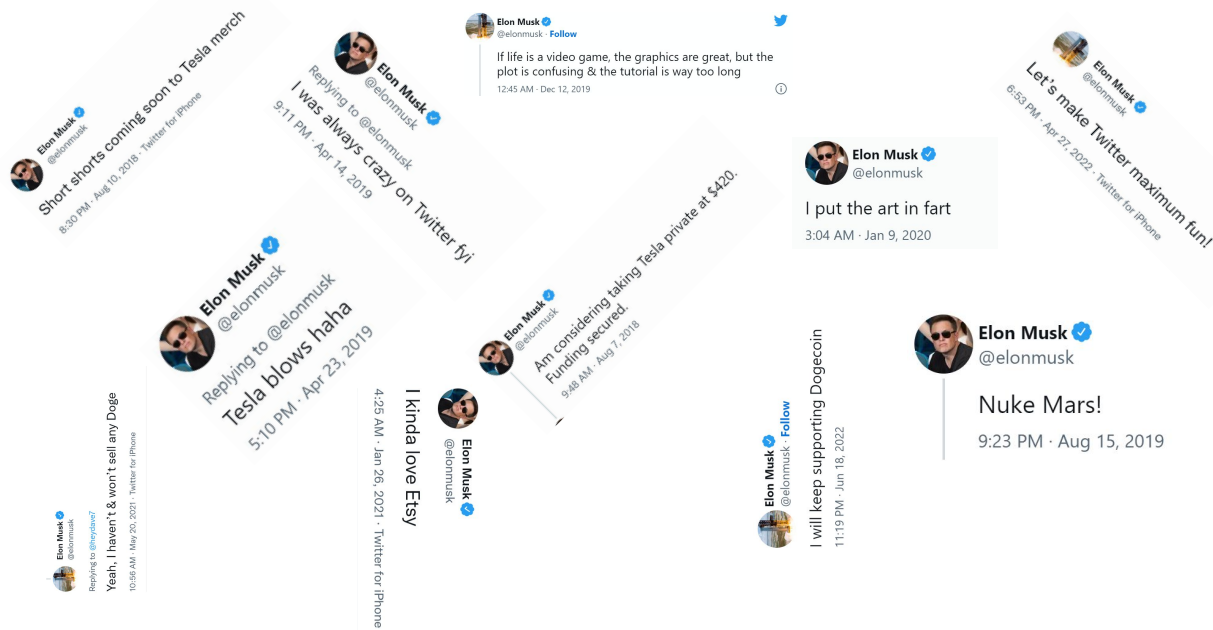 Elon Musk
@elonmusk
Short shorts coming soon to Tesla merch
8:30 PM · Aug 10, 2018 · Twitter for iPhone
Elon Musk
@elonmusk
Replying to @elonmusk
I was always crazy on Twitter fyi
9:11 PM · Apr 14, 2019
Elon Musk
@elonmusk · Follow
If life is a video game, the graphics are great, but the
plot is confusing & the tutorial is way too long
12:45 AM · Dec 12, 2019
Elon Musk
@elonmusk
I put the art in fart
3:04 AM · Jan 9, 2020
Elon Musk
@elonmusk
Let's make Twitter maximum fun!
6:53 PM · Apr 27, 2022 · Twitter for iPhone
Elon Musk
@elonmusk
Replying to @elonmusk
Tesla blows haha
5:10 PM · Apr 23, 2019
Elon Musk
@elonmusk
Am considering taking Tesla private at $420.
Funding secured.
9:48 AM · Aug 7, 2018
Elon Musk
@elonmusk
Nuke Mars!
9:23 PM · Aug 15, 2019
Elon Musk
@elonmusk
Replying to @heydave7
Yeah, I haven't & won't sell any Doge
10:56 AM · May 20, 2021 · Twitter for iPhone
Elon Musk
@elonmusk
I kinda love Etsy
4:25 AM · Jan 26, 2021 · Twitter for iPhone
Elon Musk
@elonmusk · Follow
I will keep supporting Dogecoin
11:19 PM · Jun 18, 2022